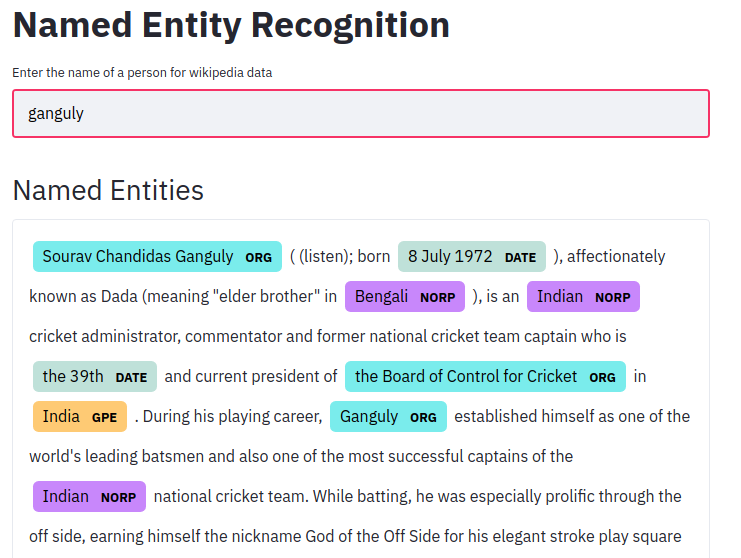 Named Entity Recognition
Enter the name of a person for wikipedia data
ganguly
Named Entities
Sourav Chandidas Ganguly ORG ( (listen); born 8 July 1972 DATE ), affectionately
known as Dada (meaning "elder brother" in Bengali NORP ), is an Indian NORP
cricket administrator, commentator and former national cricket team captain who is
the 39th DATE and current president of the Board of Control for Cricket ORG in
India GPE . During his playing career, Ganguly ORG established himself as one of the
world's leading batsmen and also one of the most successful captains of the
Indian NORP national cricket team. While batting, he was especially prolific through the
off side, earning himself the nickname God of the Off Side for his elegant stroke play square